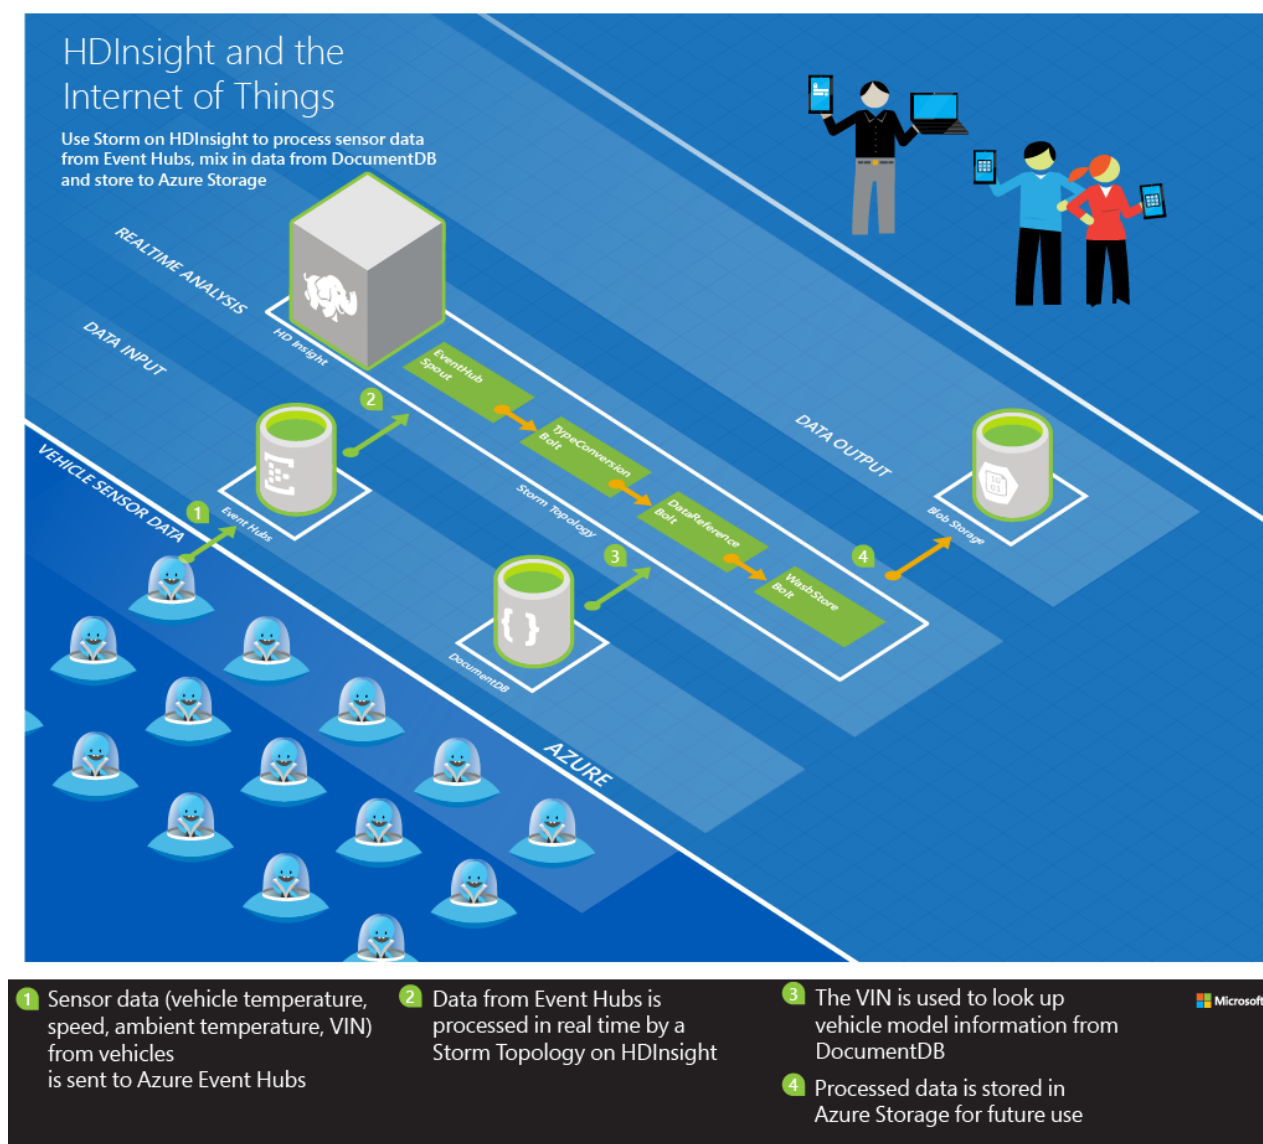 HDInsight and the
Internet of Things
Use Storm on HDInsight to process sensor data
from Event Hubs, mix in data from DocumentDB
and store to Azure Storage
REALTIME ANALYSIS
HD Insight
DATA INPUT
EventHub
Spout
2
TypeConversion
Bolt
DATA OUTPUT
VEHICLE SENSOR DATA
1
Event Hubs
Storm Topology
DataReference
Bolt
10
01
Blob Storage
3
4
WasbStore
Bolt
{ }
DocumentDB
AZURE
1 Sensor data (vehicle temperature,
speed, ambient temperature, VIN)
from vehicles
is sent to Azure Event Hubs
2 Data from Event Hubs is
processed in real time by a
Storm Topology on HDInsight
3 The VIN is used to look up
vehicle model information from
DocumentDB
4 Processed data is stored in
Azure Storage for future use
Microsoft